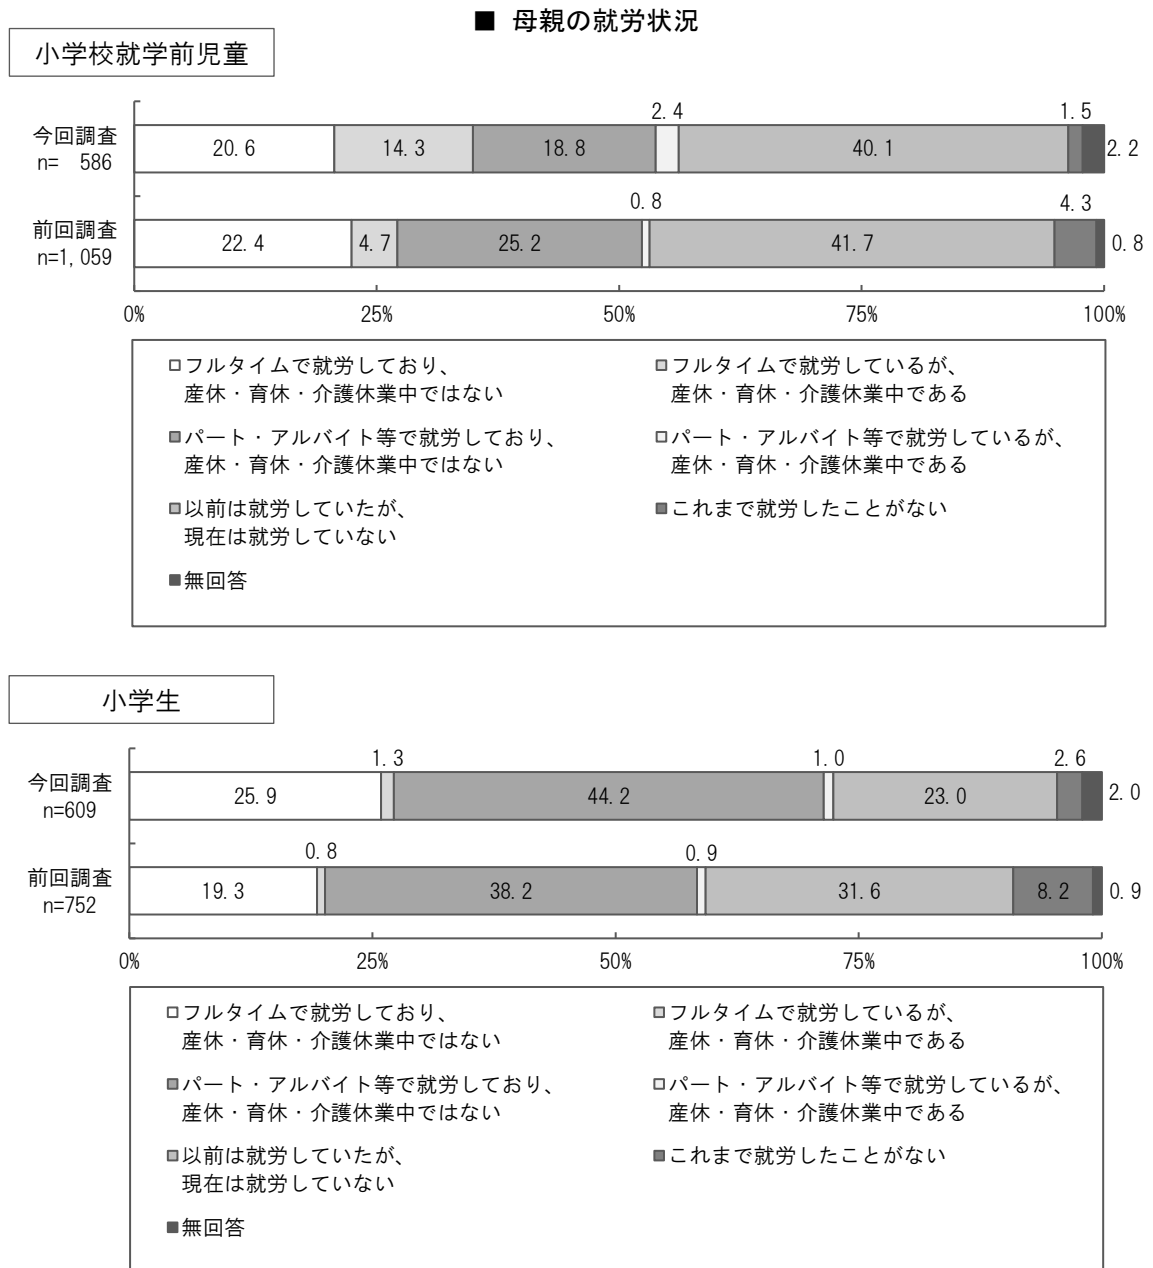 ■ 母親の就労状況
小学校就学前児童
2.4 1.5
今回調査 20.6 14.3 18.8 40.1 2.2
n= 586
0.8 4.3
前回調査 22.4 4.7 25.2 41.7 0.8
n=1,059
0% 25% 50% 75% 100%
フルタイムで就労しており、
産休・育休・介護休業中ではない
フルタイムで就労しているが、
産休・育休・介護休業中である
パート・アルバイト等で就労しており、
産休・育休・介護休業中ではない
パート・アルバイト等で就労しているが、
産休・育休・介護休業中である
以前は就労していたが、
現在は就労していない
これまで就労したことがない
無回答
小学生
1.3 1.0 2.6
今回調査 25.9 44.2 23.0 2.0
n=609
0.8 0.9
前回調査 19.3 38.2 31.6 8.2 0.9
n=752
0% 25% 50% 75% 100%
フルタイムで就労しており、
産休・育休・介護休業中ではない
フルタイムで就労しているが、
産休・育休・介護休業中である
パート・アルバイト等で就労しており、
産休・育休・介護休業中ではない
パート・アルバイト等で就労しているが、
産休・育休・介護休業中である
以前は就労していたが、
現在は就労していない
これまで就労したことがない
無回答